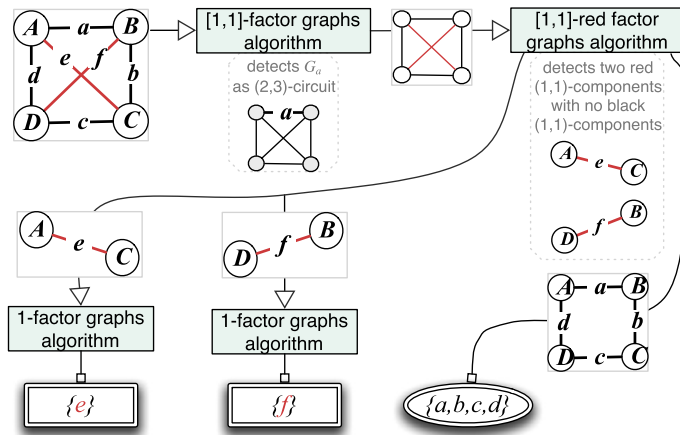 A a B
e f
d b
D c C
[1,1]-factor graphs
algorithm
detects Ga
as (2,3)-circuit
a
[1,1]-red factor
graphs algorithm
detects two red
(1,1)-components
with no black
(1,1)-components
A e C
D f B
A e C
D f B
A a B
d b
D c C
1-factor graphs
algorithm
1-factor graphs
algorithm
{e}
{f}
{a,b,c,d}